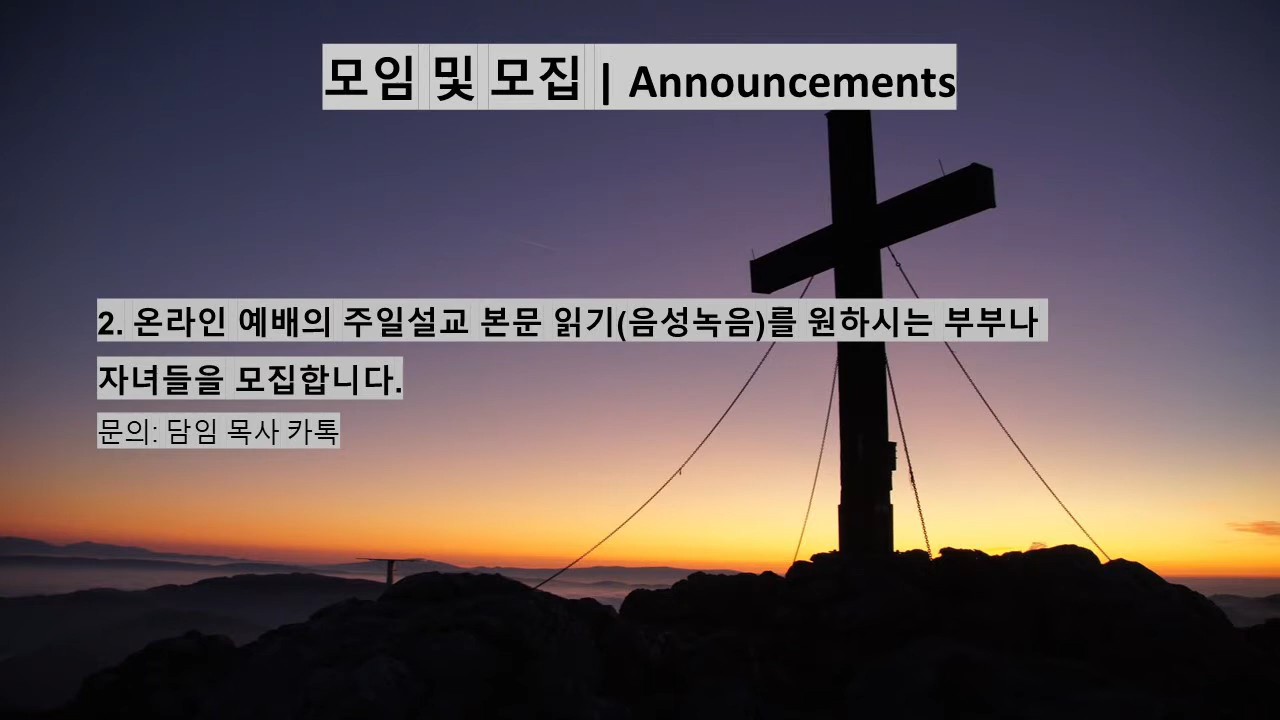 모임 및 모집 | Announcements
2. 온라인 예배의 주일설교 본문 읽기(음성녹음)를 원하시는 부부나
자녀들을 모집합니다.
문의: 담임 목사 카톡